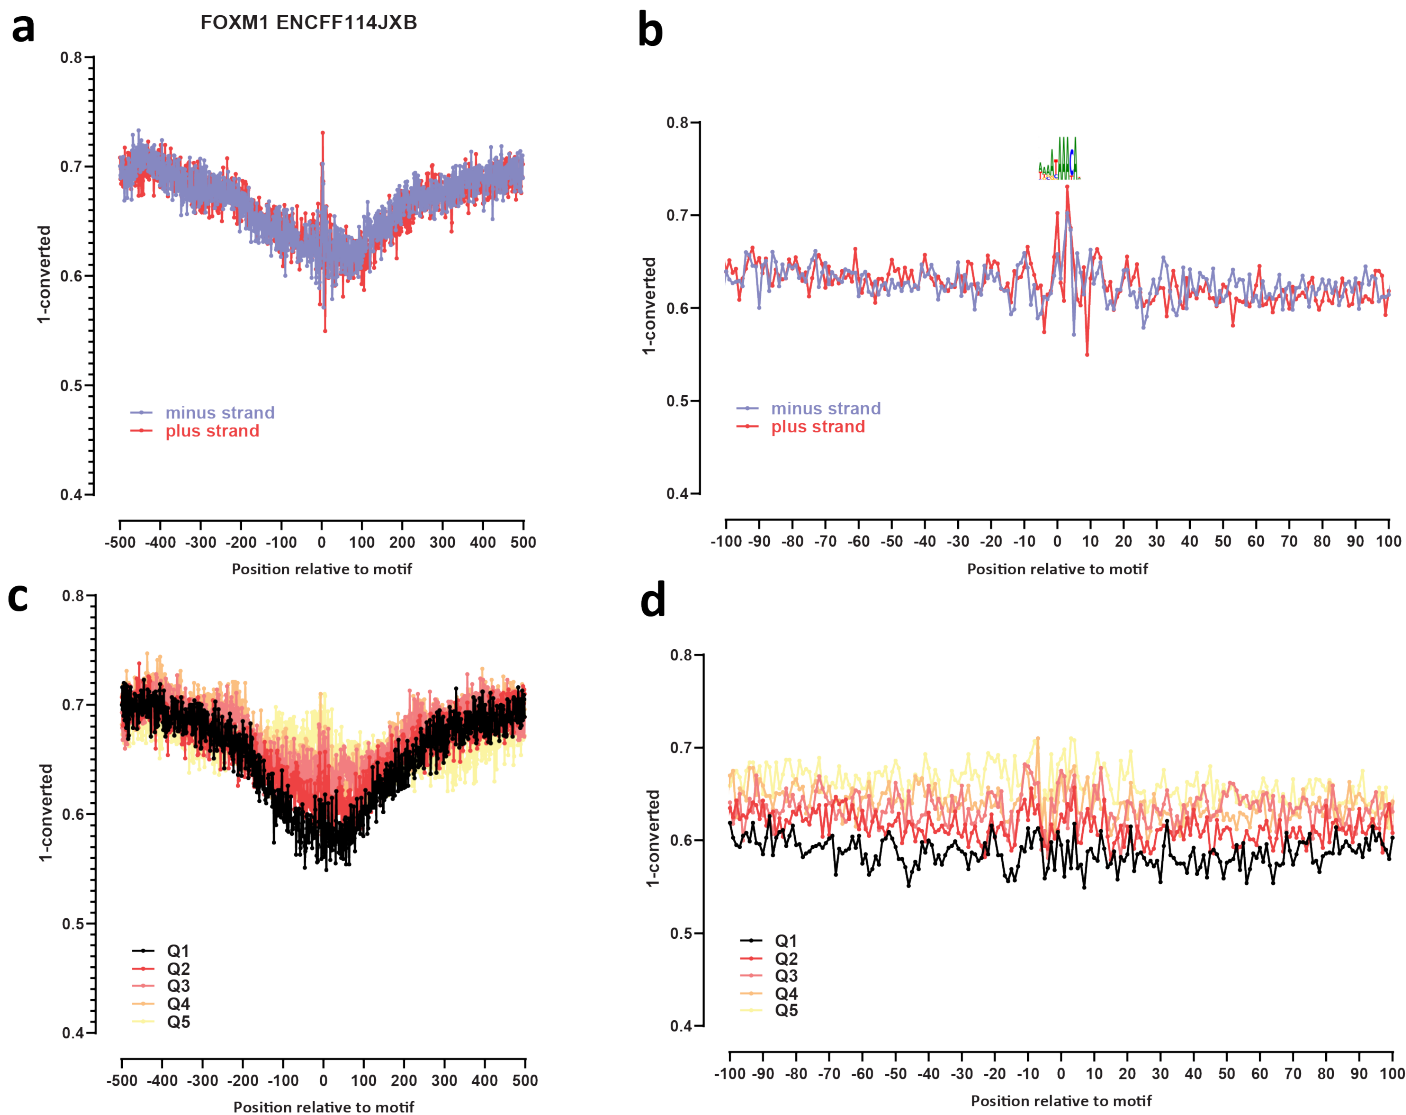 a
FOXM1 ENCFF114JXB
0.8
0.7
0.6
0.5
0.4
1-converted
minus strand
plus strand
-500 -400 -300 -200 -100 0 100 200 300 400 500
Position relative to motif
b
0.8
0.7
0.6
0.5
0.4
1-converted
minus strand
plus strand
-100 -90 -80 -70 -60 -50 -40 -30 -20 -10 0 10 20 30 40 50 60 70 80 90 100
Position relative to motif
c
0.8
0.7
0.6
0.5
0.4
1-converted
Q1
Q2
Q3
Q4
Q5
-500 -400 -300 -200 -100 0 100 200 300 400 500
Position relative to motif
d
0.8
0.7
0.6
0.5
0.4
1-converted
Q1
Q2
Q3
Q4
Q5
-100 -90 -80 -70 -60 -50 -40 -30 -20 -10 0 10 20 30 40 50 60 70 80 90 100
Position relative to motif